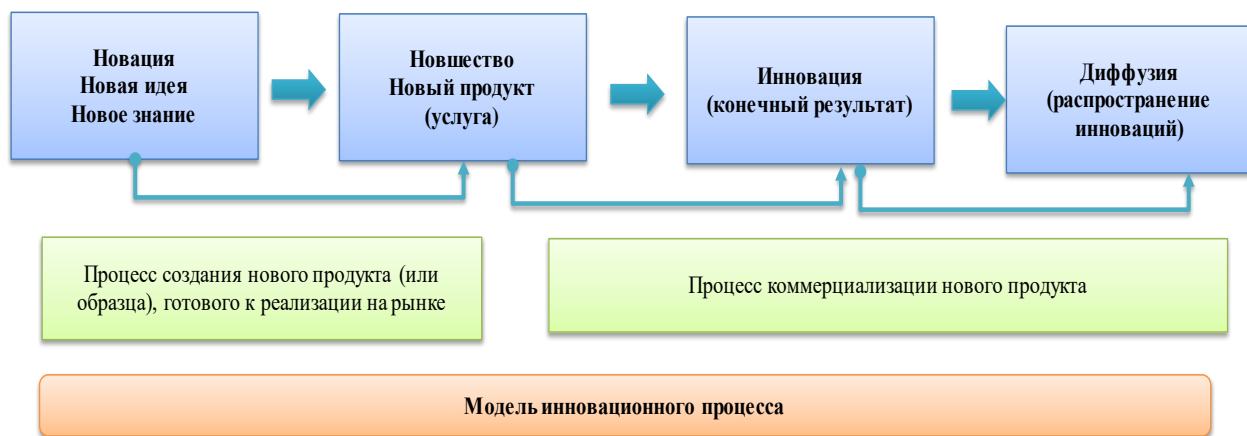 Новация
Новая идея
Новое знание
Новшество
Новый продукт
(услуга)
Инновация
(конечный результат)
Диффузия
(распространение
инноваций)
Процесс создания нового продукта (или
образца), готового к реализации на рынке
Процесс коммерциализации нового продукта
Модель инновационного процесса